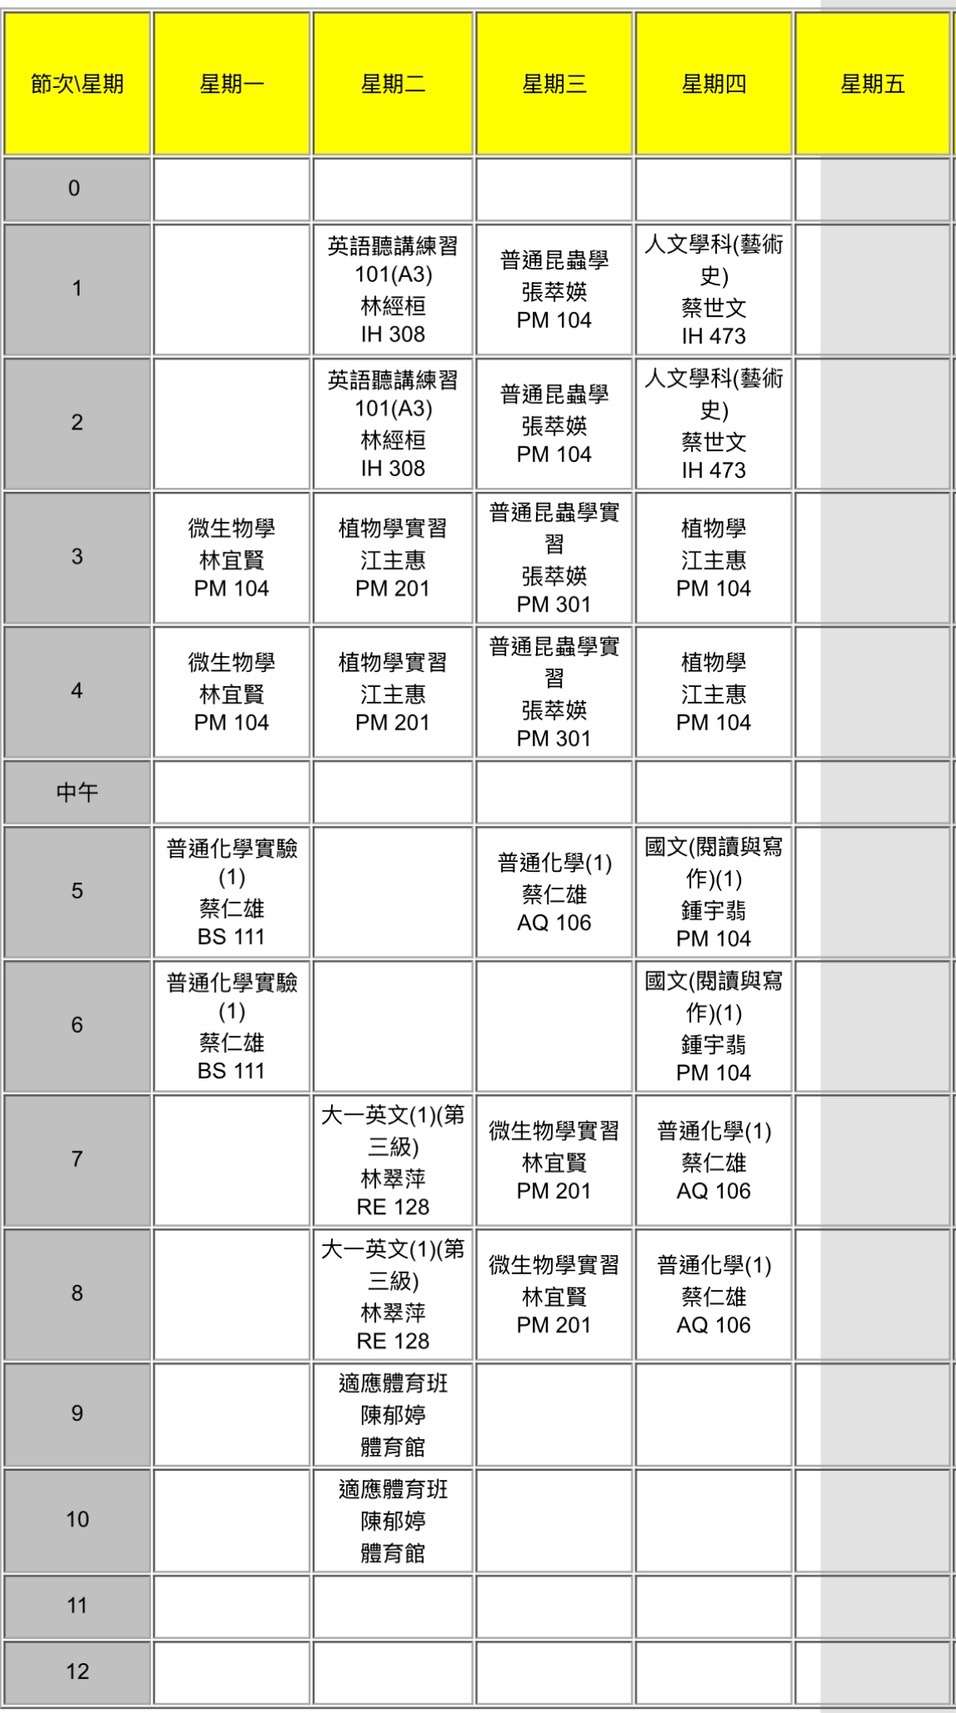 節次\星期 星期一 星期二 星期三 星期四 星期五
0
1
英語聽講練習
101(A3)
林經桓
IH 308
普通昆蟲學
張萃媖
PM 104
人文學科(藝術
史)
蔡世文
IH 473
2
英語聽講練習
101(A3)
林經桓
IH 308
普通昆蟲學
張萃媖
PM 104
人文學科(藝術
史)
蔡世文
IH 473
3
微生物學
林宜賢
PM 104
植物學實習
江主惠
PM 201
普通昆蟲學實
習
張萃媖
PM 301
植物學
江主惠
PM 104
4
微生物學
林宜賢
PM 104
植物學實習
江主惠
PM 201
普通昆蟲學實
習
張萃媖
PM 301
植物學
江主惠
PM 104
中午
5
普通化學實驗
(1)
蔡仁雄
BS 111
普通化學(1)
蔡仁雄
AQ 106
國文(閱讀與寫
作)(1)
鍾宇翡
PM 104
6
普通化學實驗
(1)
蔡仁雄
BS 111
國文(閱讀與寫
作)(1)
鍾宇翡
PM 104
7
大一英文(1)(第
三級)
林翠萍
RE 128
微生物學實習
林宜賢
PM 201
普通化學(1)
蔡仁雄
AQ 106
8
大一英文(1)(第
三級)
林翠萍
RE 128
微生物學實習
林宜賢
PM 201
普通化學(1)
蔡仁雄
AQ 106
9
適應體育班
陳郁婷
體育館
10
適應體育班
陳郁婷
體育館
11
12